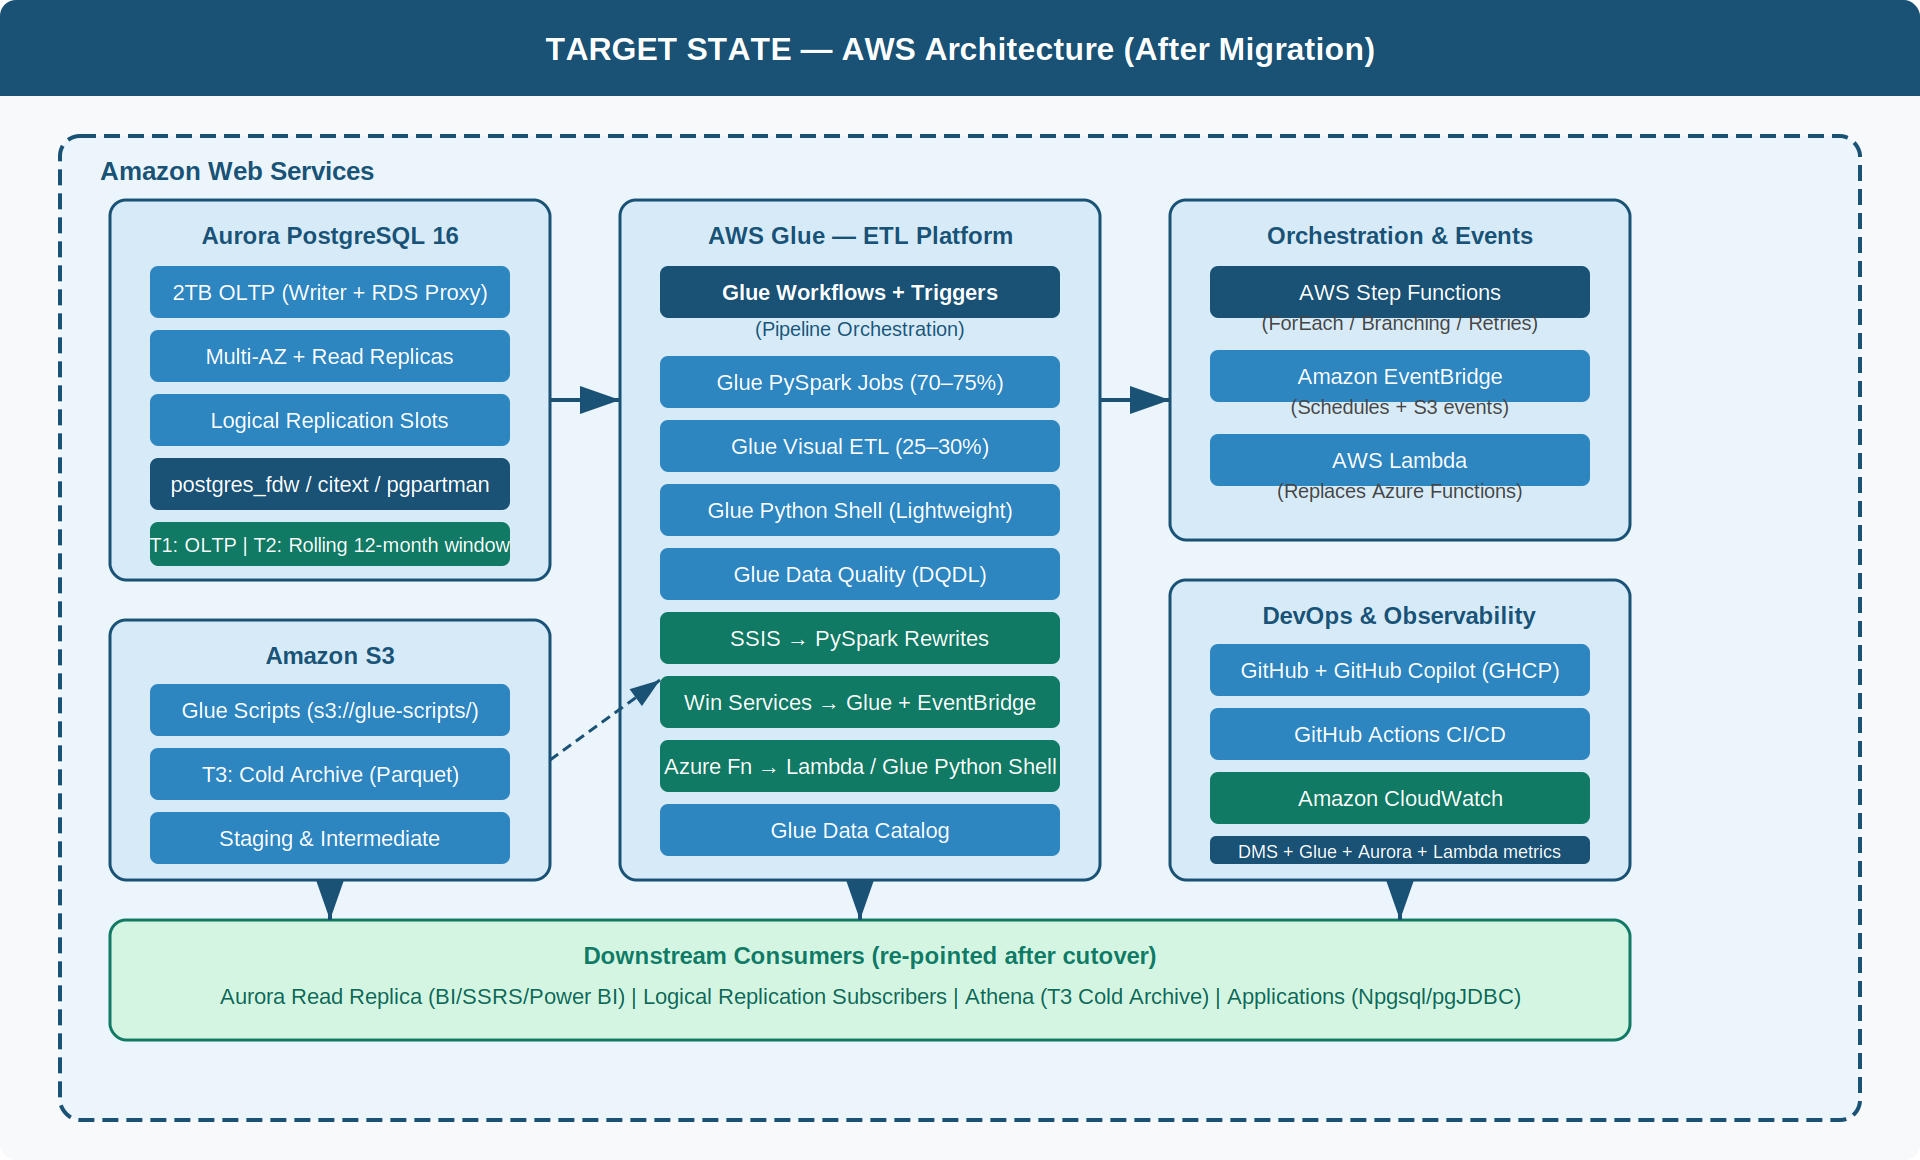 TARGET STATE — AWS Architecture (After Migration)
Amazon Web Services
Aurora PostgreSQL 16
2TB OLTP (Writer + RDS Proxy)
Multi-AZ + Read Replicas
Logical Replication Slots
postgres_fdw / citext / pgpartman
T1: OLTP | T2: Rolling 12-month window
Amazon S3
Glue Scripts (s3://glue-scripts/)
T3: Cold Archive (Parquet)
Staging & Intermediate
AWS Glue — ETL Platform
Glue Workflows + Triggers
(Pipeline Orchestration)
Glue PySpark Jobs (70–75%)
Glue Visual ETL (25–30%)
Glue Python Shell (Lightweight)
Glue Data Quality (DQDL)
SSIS → PySpark Rewrites
Win Services → Glue + EventBridge
Azure Fn → Lambda / Glue Python Shell
Glue Data Catalog
Orchestration & Events
AWS Step Functions
(ForEach / Branching / Retries)
Amazon EventBridge
(Schedules + S3 events)
AWS Lambda
(Replaces Azure Functions)
DevOps & Observability
GitHub + GitHub Copilot (GHCP)
GitHub Actions CI/CD
Amazon CloudWatch
DMS + Glue + Aurora + Lambda metrics
Downstream Consumers (re-pointed after cutover)
Aurora Read Replica (BI/SSRS/Power BI) | Logical Replication Subscribers | Athena (T3 Cold Archive) | Applications (Npgsql/pgJDBC)